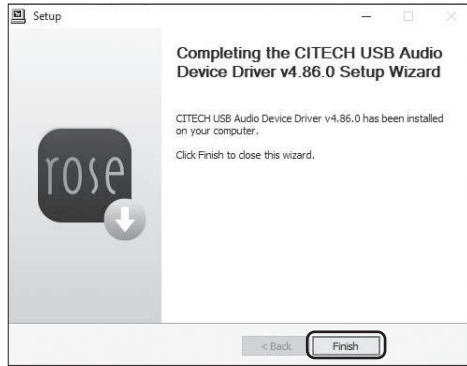 Setup
Completing the CITECH USB Audio
Device Driver v4.86.0 Setup Wizard
CITECH USB Audio Device Driver v4.86.0 has been installed
on your computer.
Click Finish to close this wizard.
rose
< Back
Finish